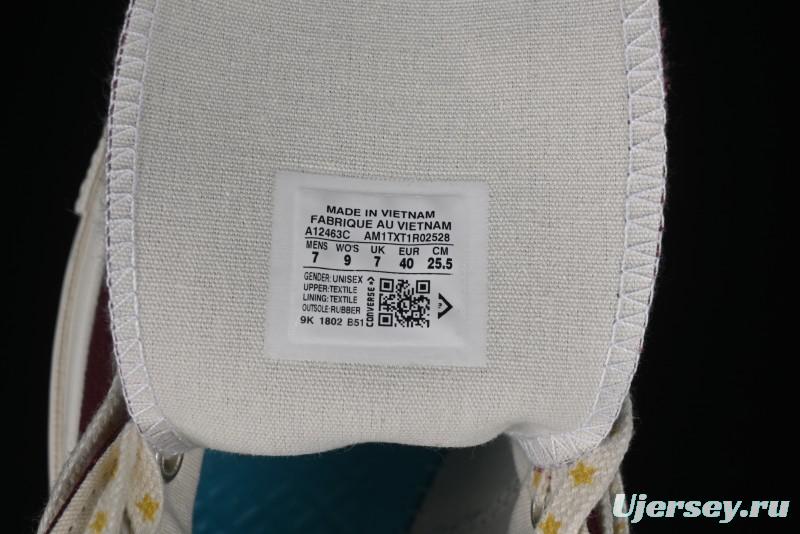 MADE IN VIETNAM
FABRIQUE AU VIETNAM
A12463C AM1TXT1R02528
MENS WO'S UK EUR CM
7 9 7 40 25.5
GENDER: UNISEX
UPPER:TEXTILE
LINING:TEXTILE
OUTSOLE:RUBBER
9K 1802 B51
CONVERSE
Ujersey.ru